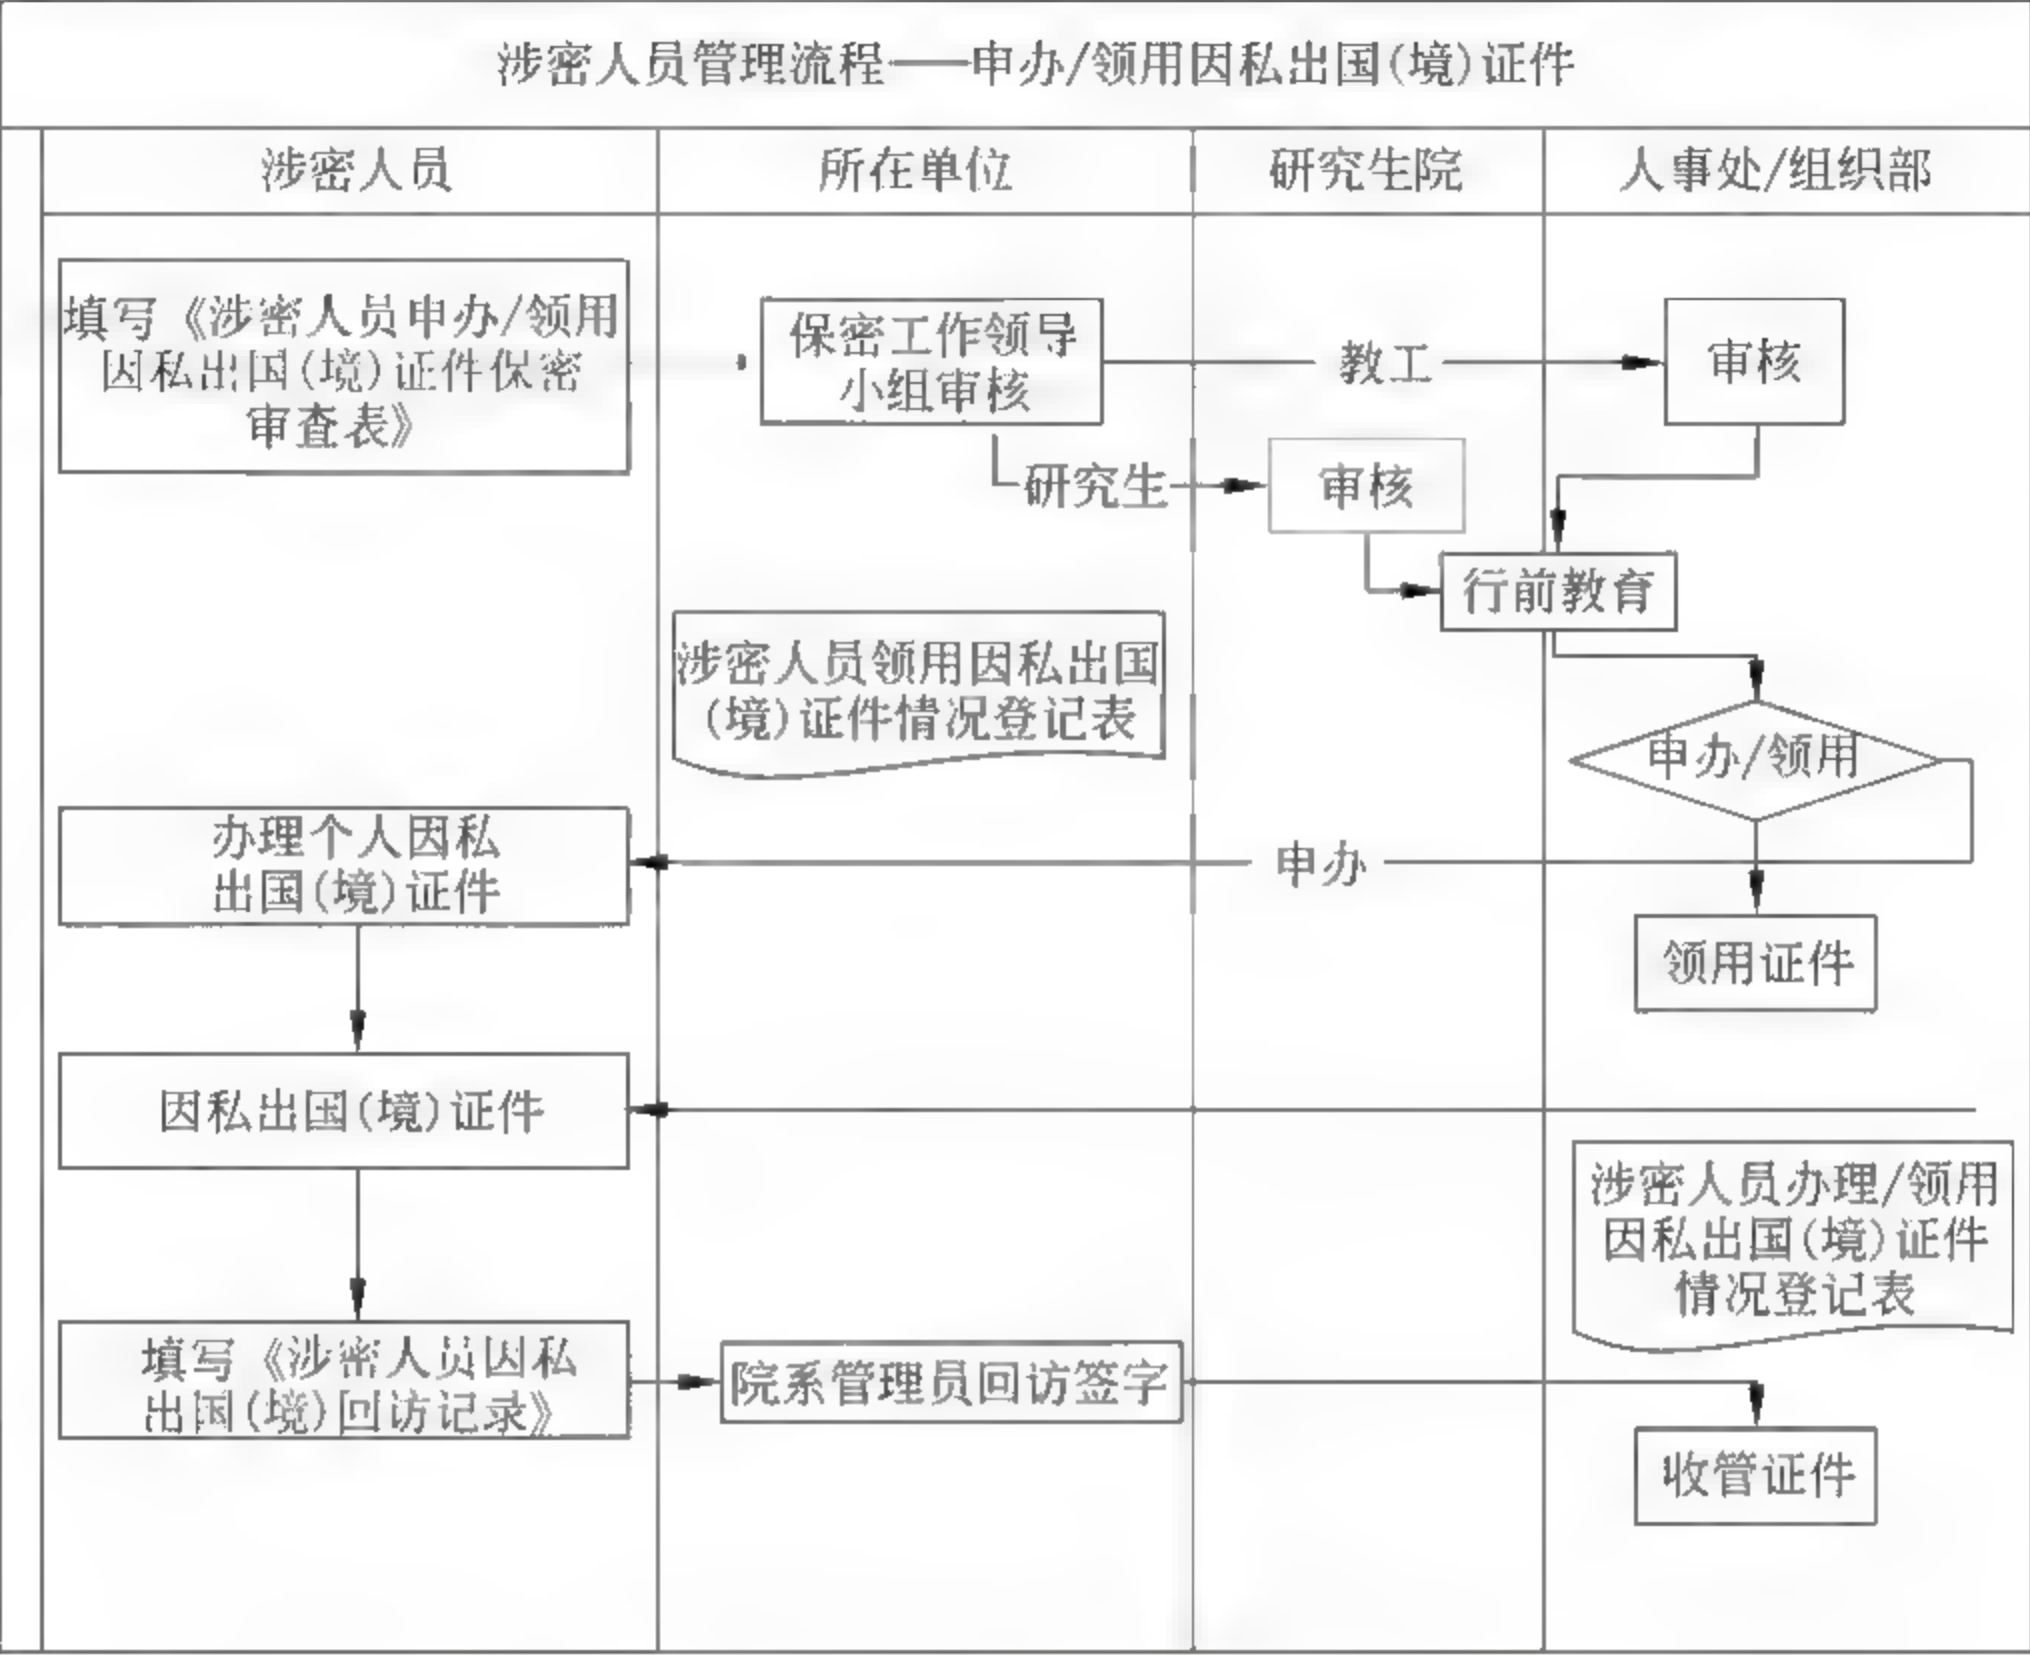 涉密人员管理流程——申办/领用因私出国(境)证件
涉密人员
所在单位
研究生院
人事处/组织部
填写《涉密人员申办/领用
因私出国(境)证件保密
审查表》
保密工作领导
小组审核
教工
审核
研究生
审核
行前教育
涉密人员领用因私出国
(境)证件情况登记表
申办/领用
办理个人因私
出国(境)证件
申办
领用证件
因私出国(境)证件
涉密人员办理/领用
因私出国(境)证件
情况登记表
填写《涉密人员因私
出国(境)回访记录》
院系管理员回访签字
收管证件